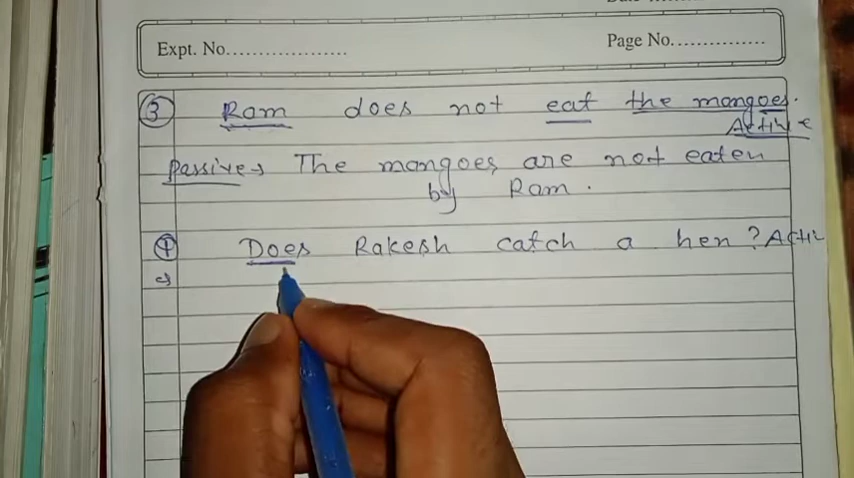 Expt. No...................
Page No...............
3 Ram does not eat the mangoes.
Active
Passive→ The mangoes are not eaten
by Ram.
4 Does Rakesh catch a hen? Activ
→